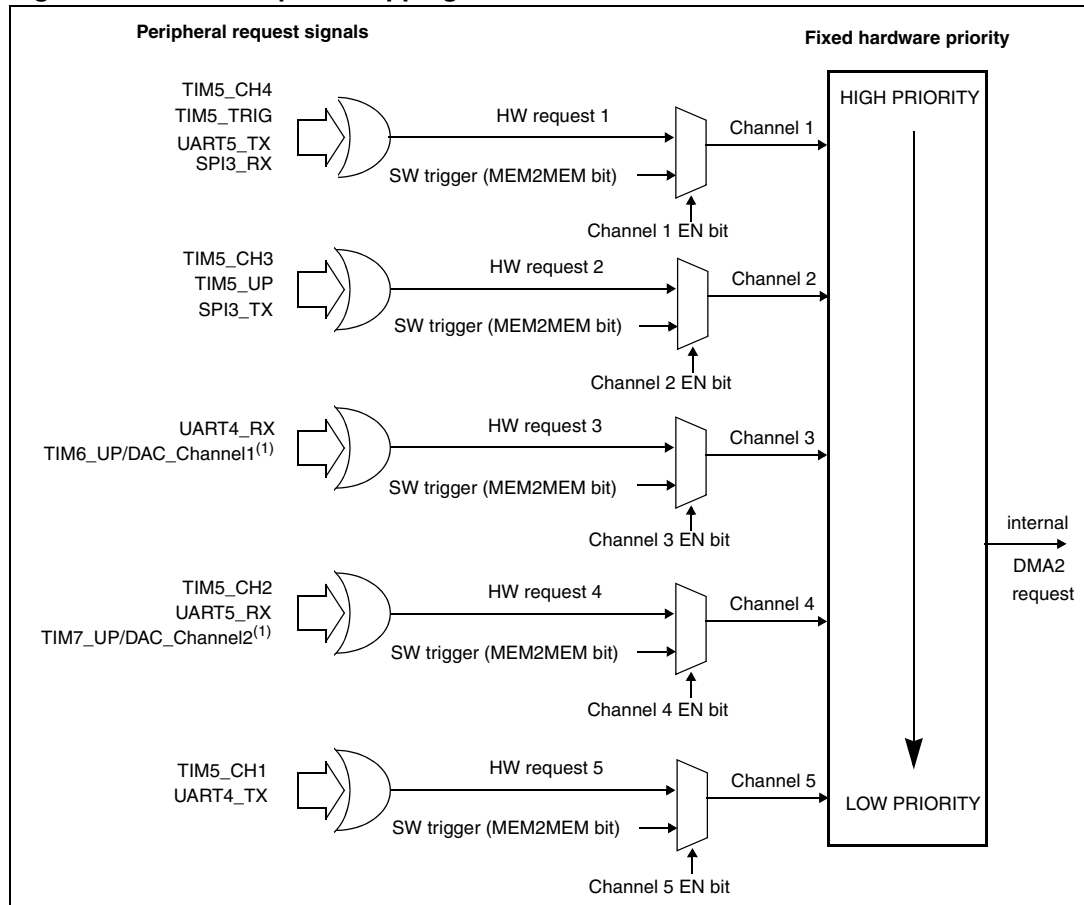 Peripheral request signals
Fixed hardware priority
TIM5_CH4
TIM5_TRIG
UART5_TX
SPI3_RX
HW request 1
SW trigger (MEM2MEM bit)
Channel 1
Channel 1 EN bit
HIGH PRIORITY
TIM5_CH3
TIM5_UP
SPI3_TX
HW request 2
SW trigger (MEM2MEM bit)
Channel 2
Channel 2 EN bit
UART4_RX
TIM6_UP/DAC_Channel1(1)
HW request 3
SW trigger (MEM2MEM bit)
Channel 3
Channel 3 EN bit
internal
DMA2
request
TIM5_CH2
UART5_RX
TIM7_UP/DAC_Channel2(1)
HW request 4
SW trigger (MEM2MEM bit)
Channel 4
Channel 4 EN bit
TIM5_CH1
UART4_TX
HW request 5
SW trigger (MEM2MEM bit)
Channel 5
Channel 5 EN bit
LOW PRIORITY